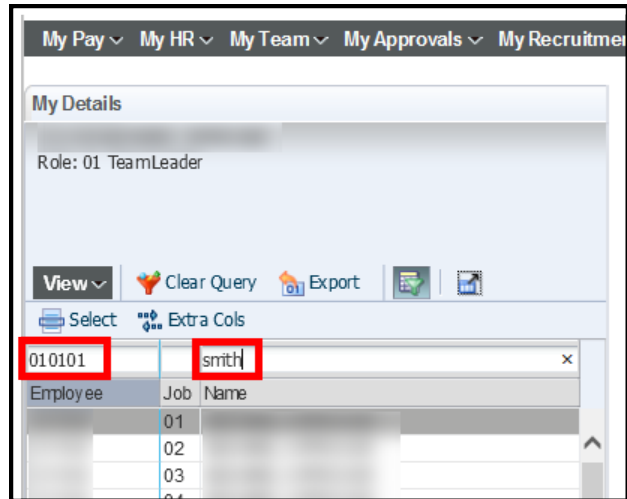 My Pay My HR My Team My Approvals My Recruitmen
My Details
Role: 01 TeamLeader
View Clear Query Export
Select Extra Cols
010101 smith ×
Employee Job Name
01
02
03